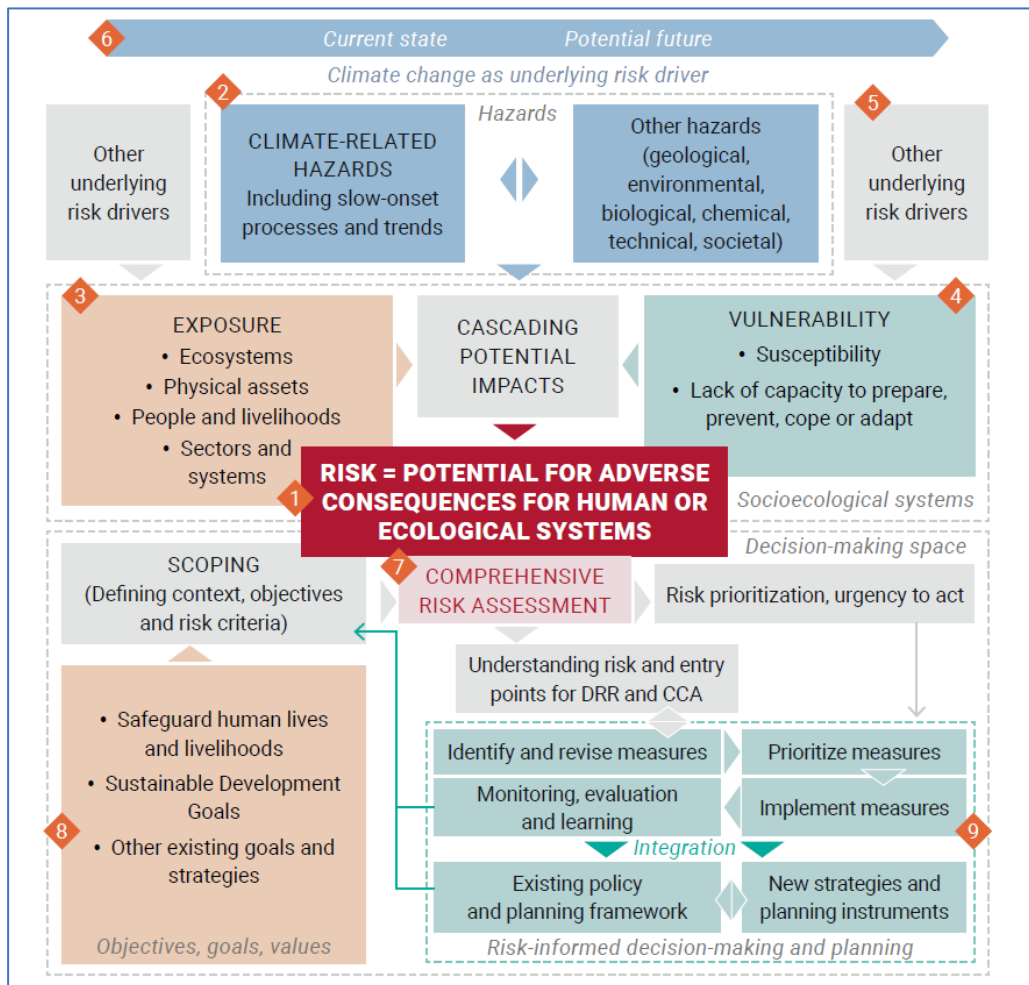 6
Current state
Potential future
Climate change as underlying risk driver
2
Hazards
5
Other
underlying
risk drivers
CLIMATE-RELATED
HAZARDS
Including slow-onset
processes and trends
Other hazards
(geological,
environmental,
biological, chemical,
technical, societal)
Other
underlying
risk drivers
3
EXPOSURE
• Ecosystems
• Physical assets
• People and livelihoods
• Sectors and
systems
CASCADING
POTENTIAL
IMPACTS
4
VULNERABILITY
• Susceptibility
• Lack of capacity to prepare,
prevent, cope or adapt
1
RISK = POTENTIAL FOR ADVERSE
CONSEQUENCES FOR HUMAN OR
ECOLOGICAL SYSTEMS
Socioecological systems
Decision-making space
SCOPING
(Defining context, objectives
and risk criteria)
7
COMPREHENSIVE
RISK ASSESSMENT
Risk prioritization, urgency to act
Understanding risk and entry
points for DRR and CCA
8
• Safeguard human lives
and livelihoods
• Sustainable Development
Goals
• Other existing goals and
strategies
Objectives, goals, values
Identify and revise measures
Prioritize measures
Monitoring, evaluation
and learning
Implement measures
9
Integration
Existing policy
and planning framework
New strategies and
planning instruments
Risk-informed decision-making and planning